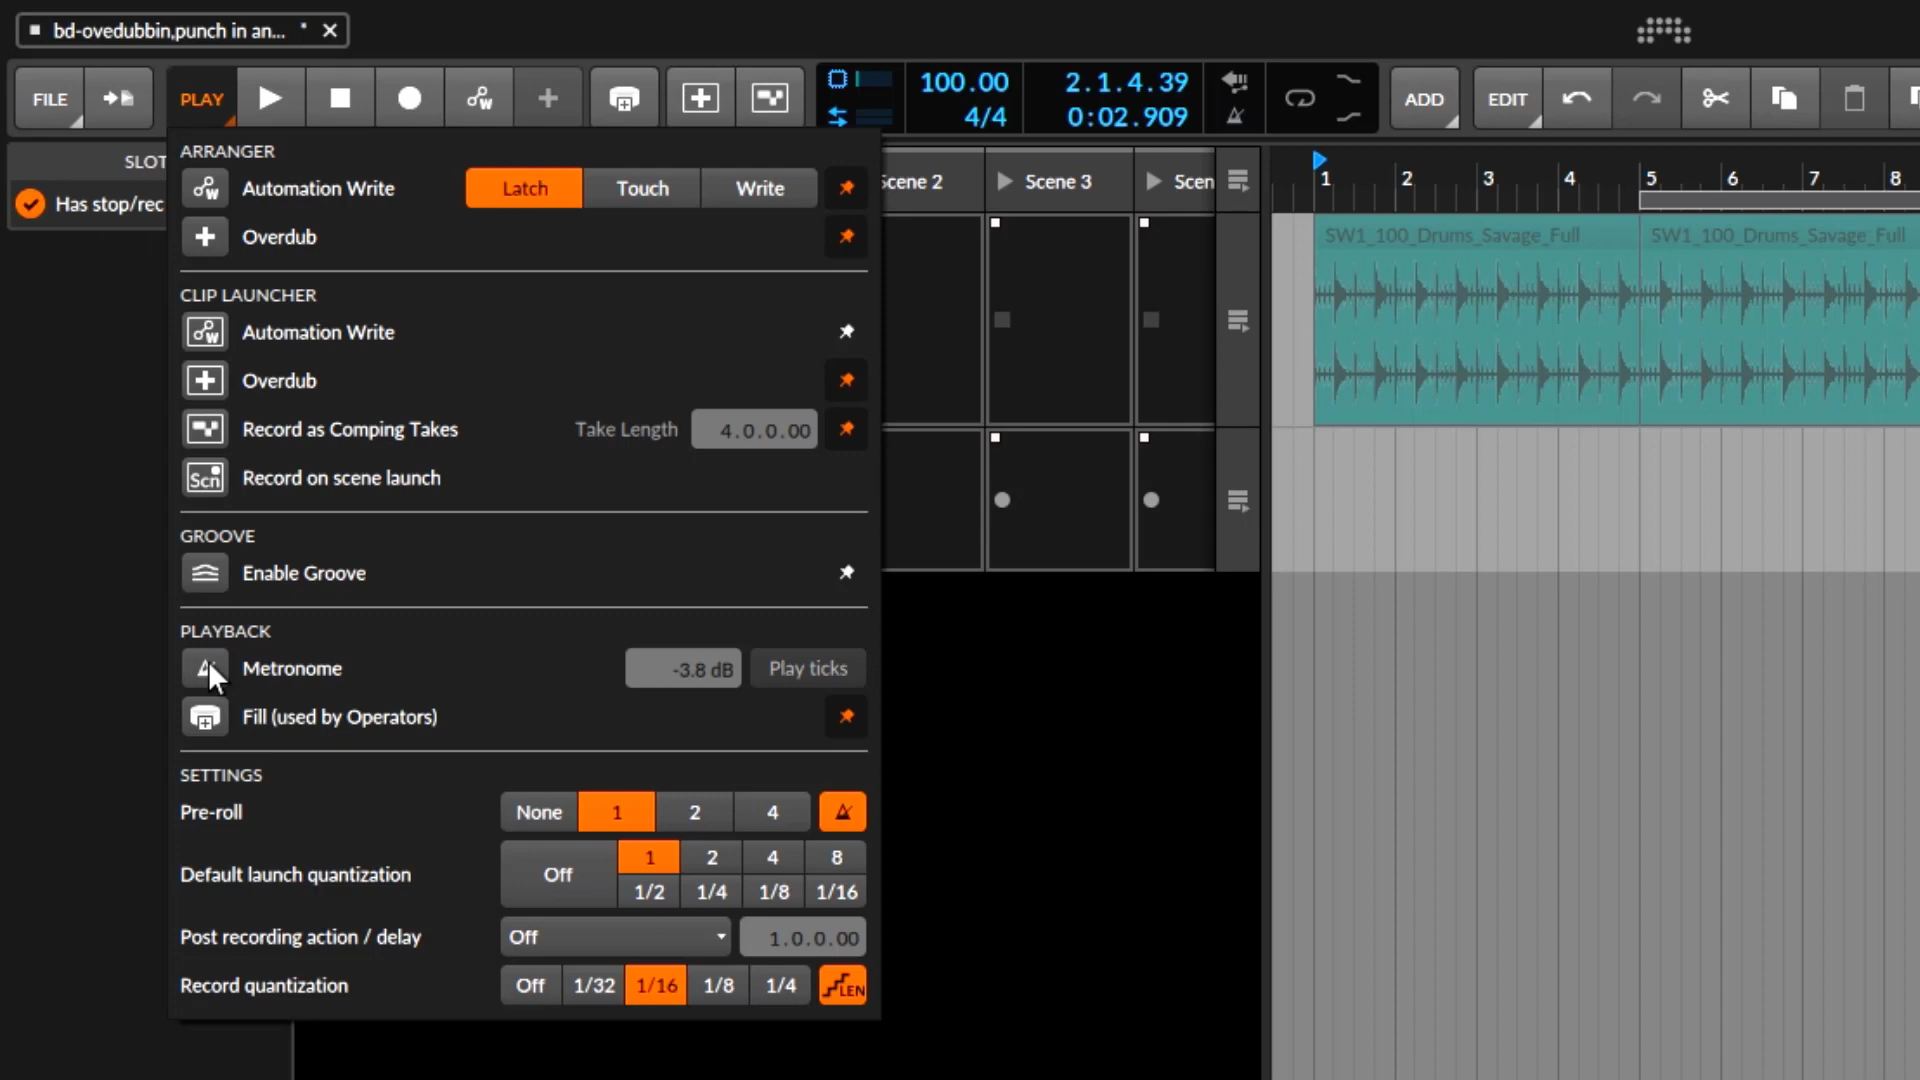 bd-ovedubbin,punch in an... *
FILE
PLAY
100.00
4/4
2.1.4.39
0:02.909
ADD
EDIT
SLOT
Has stop/rec
ARRANGER
Automation Write
Latch
Touch
Write
Overdub
CLIP LAUNCHER
Automation Write
Overdub
Record as Comping Takes
Take Length
4.0.0.00
Scn
Record on scene launch
GROOVE
Enable Groove
PLAYBACK
Metronome
-3.8 dB
Play ticks
Fill (used by Operators)
SETTINGS
Pre-roll
None
1
2
4
Default launch quantization
Off
1
2
4
8
1/2
1/4
1/8
1/16
Post recording action / delay
Off
1.0.0.00
Record quantization
Off
1/32
1/16
1/8
1/4
LEN
Scene 2
Scene 3
Scen
1
2
3
4
5
6
7
8
SW1_100_Drums_Savage_Full
SW1_100_Drums_Savage_Full